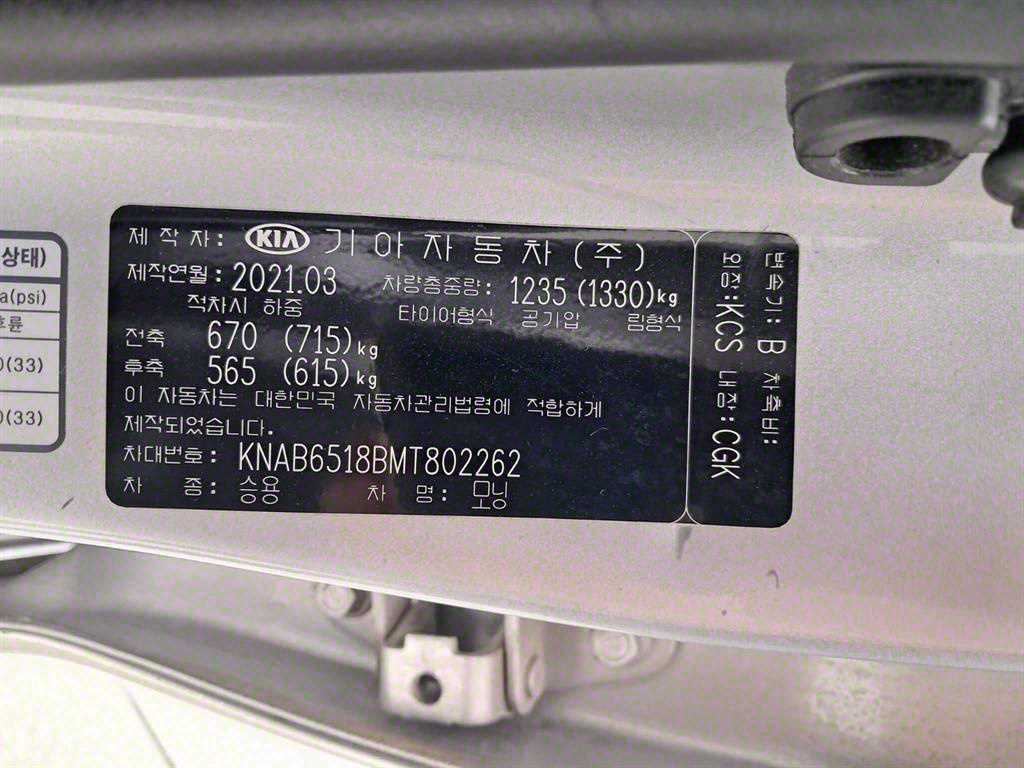 상태)
a(psi)
후륜
0(33)
0(33)
제 작 자: KIA 기아자동차(주)
제작연월: 2021.03 차량총중량: 1235 (1330)kg
적차시 하중 타이어형식 공기압 림형식
전축 670 (715)kg
후축 565 (615)kg
이 자동차는 대한민국 자동차관리법령에 적합하게
제작되었습니다.
차대번호: KNAB6518BMT802262
차 종: 승용 차 명: 모닝
변속기: B 차축비:
외장:KCS 내장:CGK